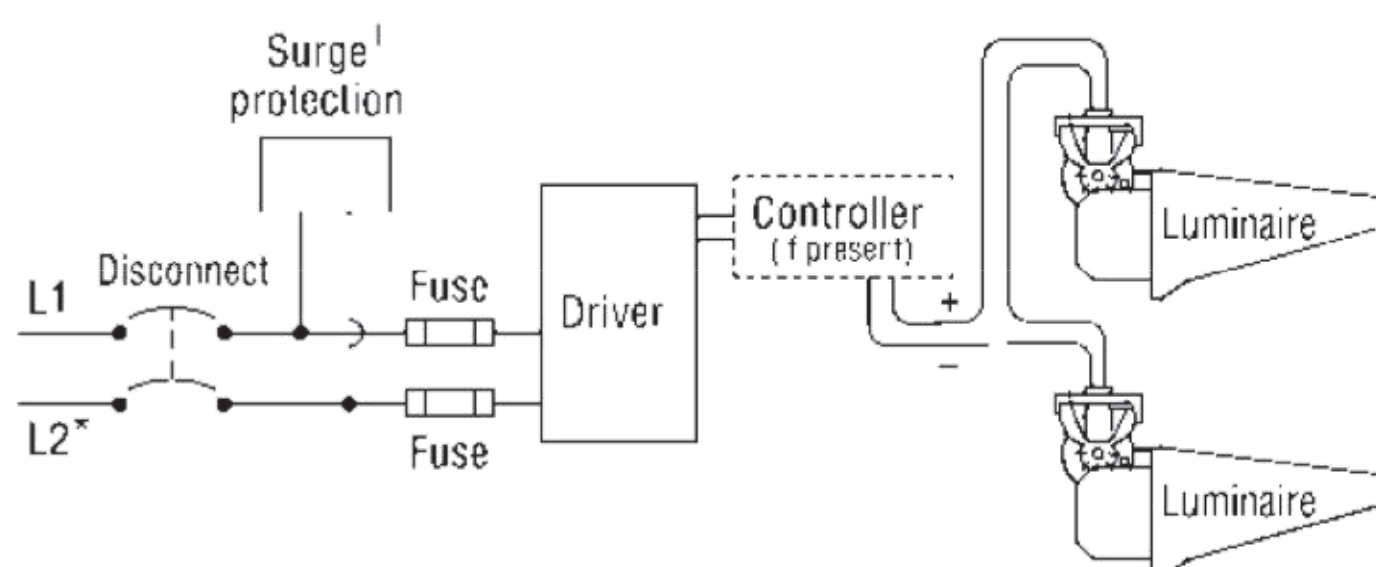 Surge¹
protection
Disconnect
L1
L2*
Fusc
Fuse
Driver
Controller
( f presert)
+
–
Luminaire
Luminaire